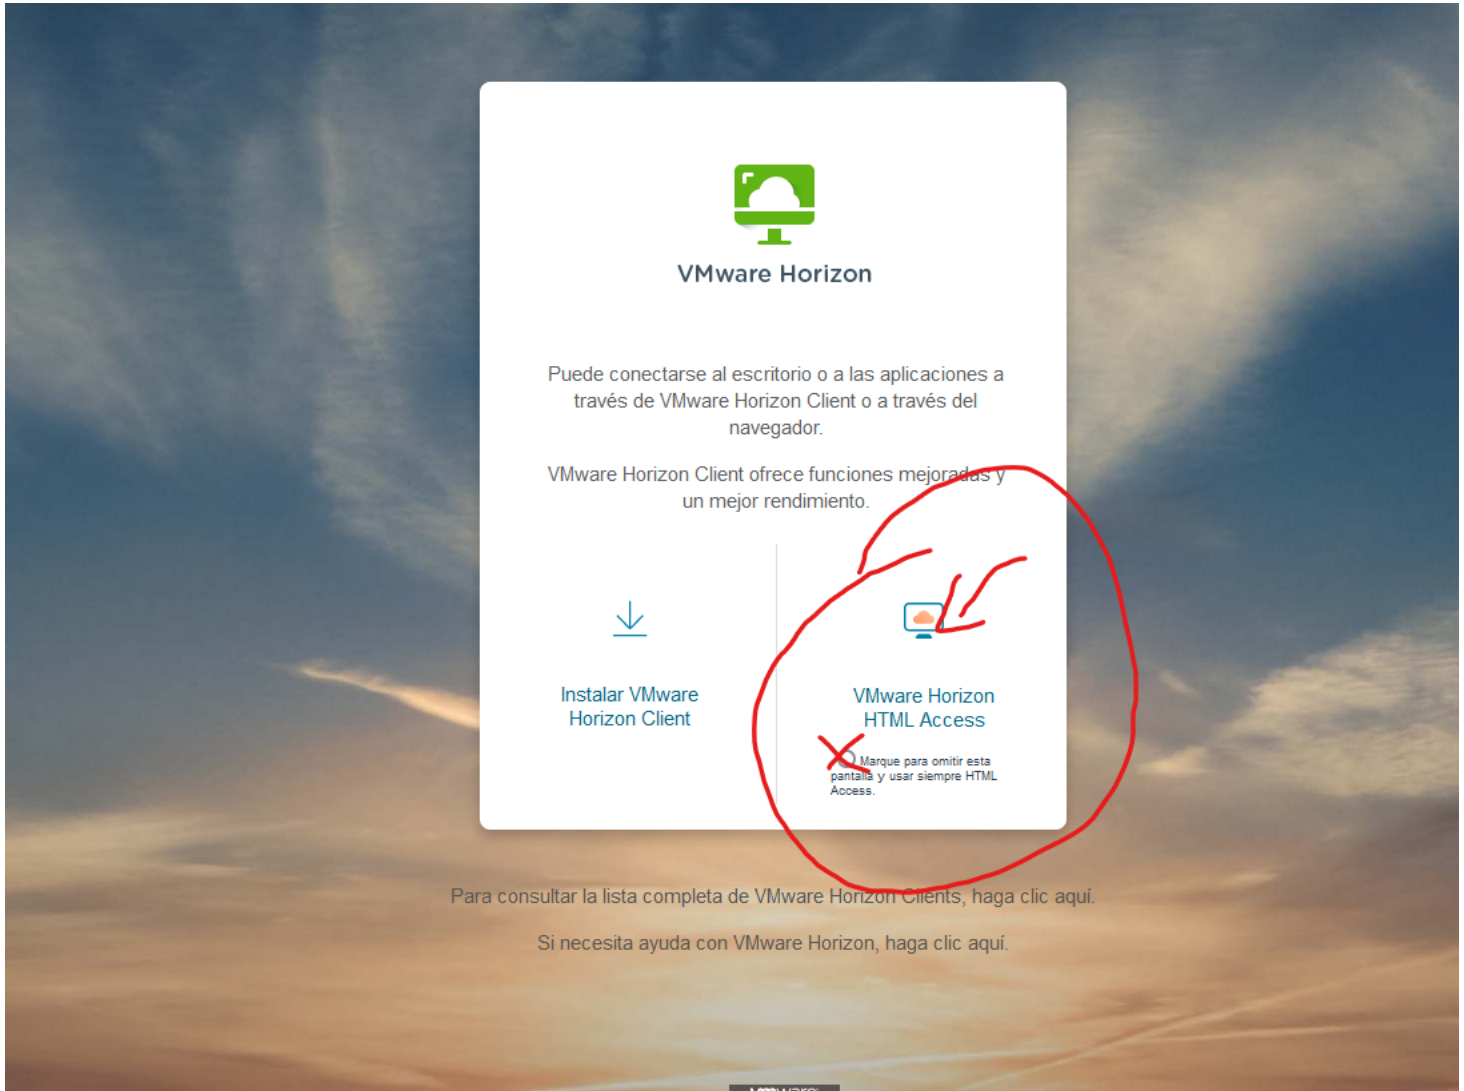 VMware Horizon
Puede conectarse al escritorio o a las aplicaciones a
través de VMware Horizon Client o a través del
navegador.
VMware Horizon Client ofrece funciones mejoradas y
un mejor rendimiento.
Instalar VMware
Horizon Client
VMware Horizon
HTML Access
Marque para omitir esta
pantalla y usar siempre HTML
Access.
Para consultar la lista completa de VMware Horizon Clients, haga clic aquí.
Si necesita ayuda con VMware Horizon, haga clic aquí.
vmware